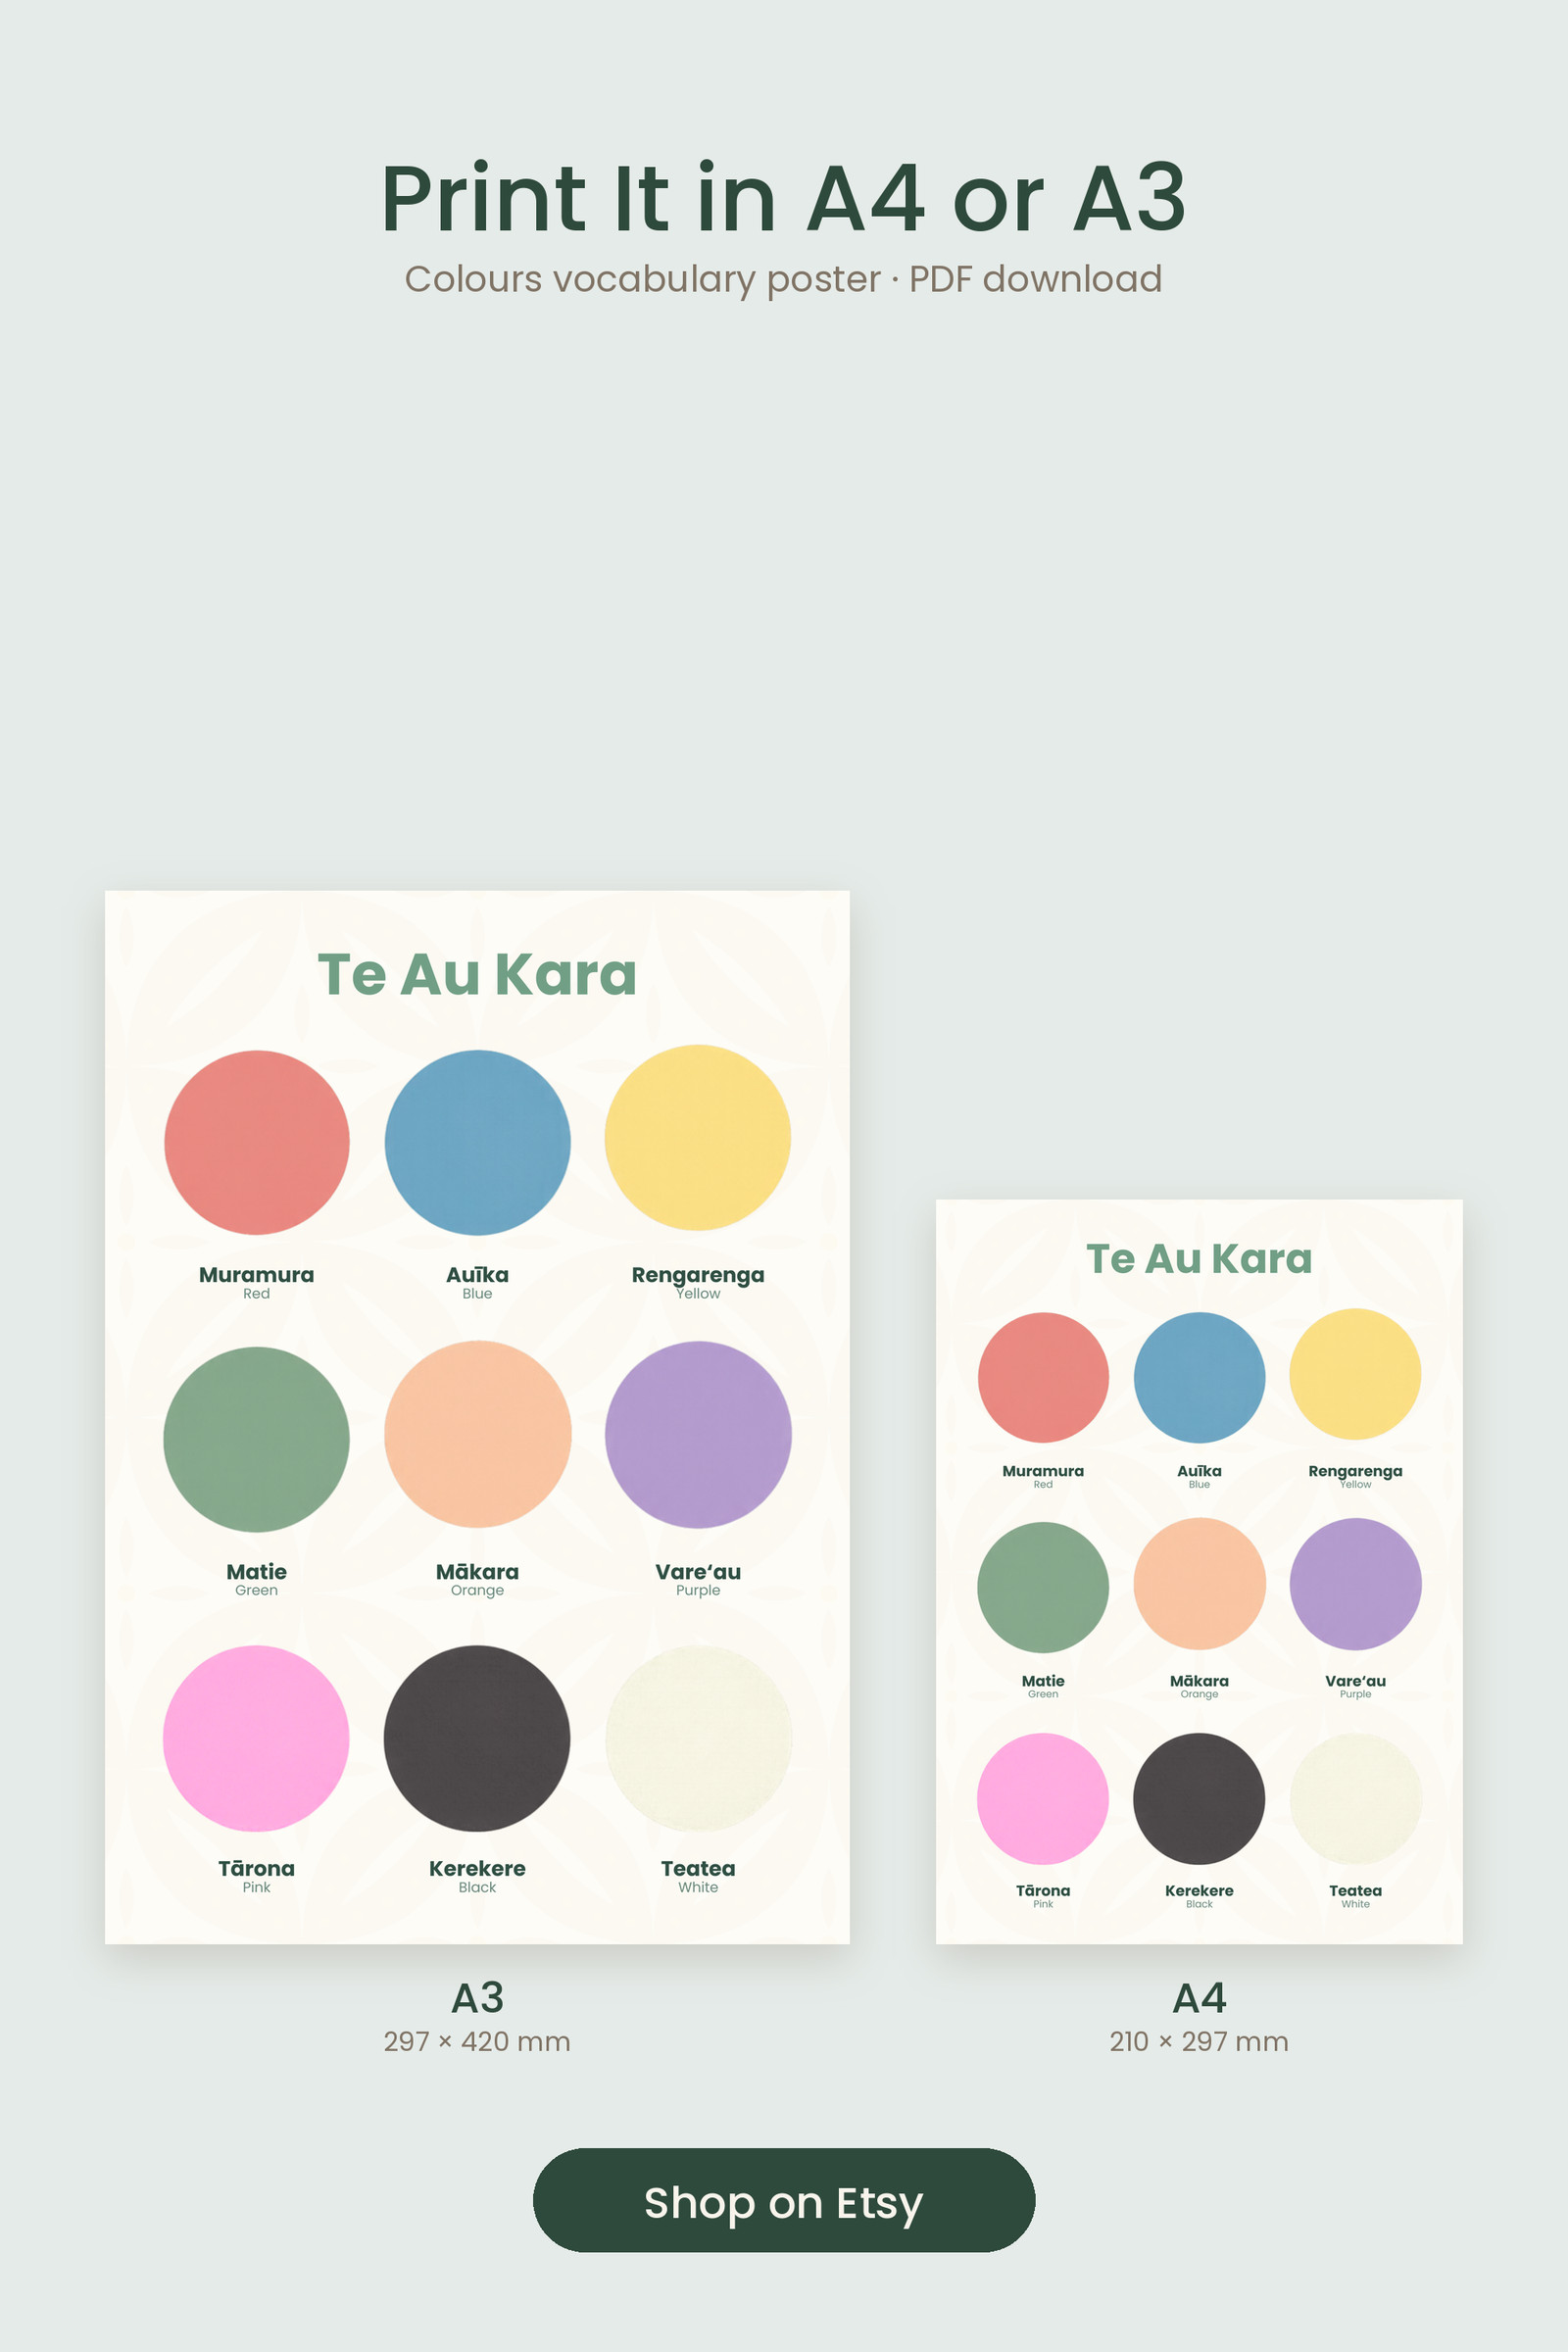 Print It in A4 or A3
Colours vocabulary poster · PDF download
Te Au Kara
Muramura
Red
Auīka
Blue
Rengarenga
Yellow
Matie
Green
Mākara
Orange
Vare‘au
Purple
Tārona
Pink
Kerekere
Black
Teatea
White
A3
297 × 420 mm
Te Au Kara
Muramura
Red
Auīka
Blue
Rengarenga
Yellow
Matie
Green
Mākara
Orange
Vare‘au
Purple
Tārona
Pink
Kerekere
Black
Teatea
White
A4
210 × 297 mm
Shop on Etsy